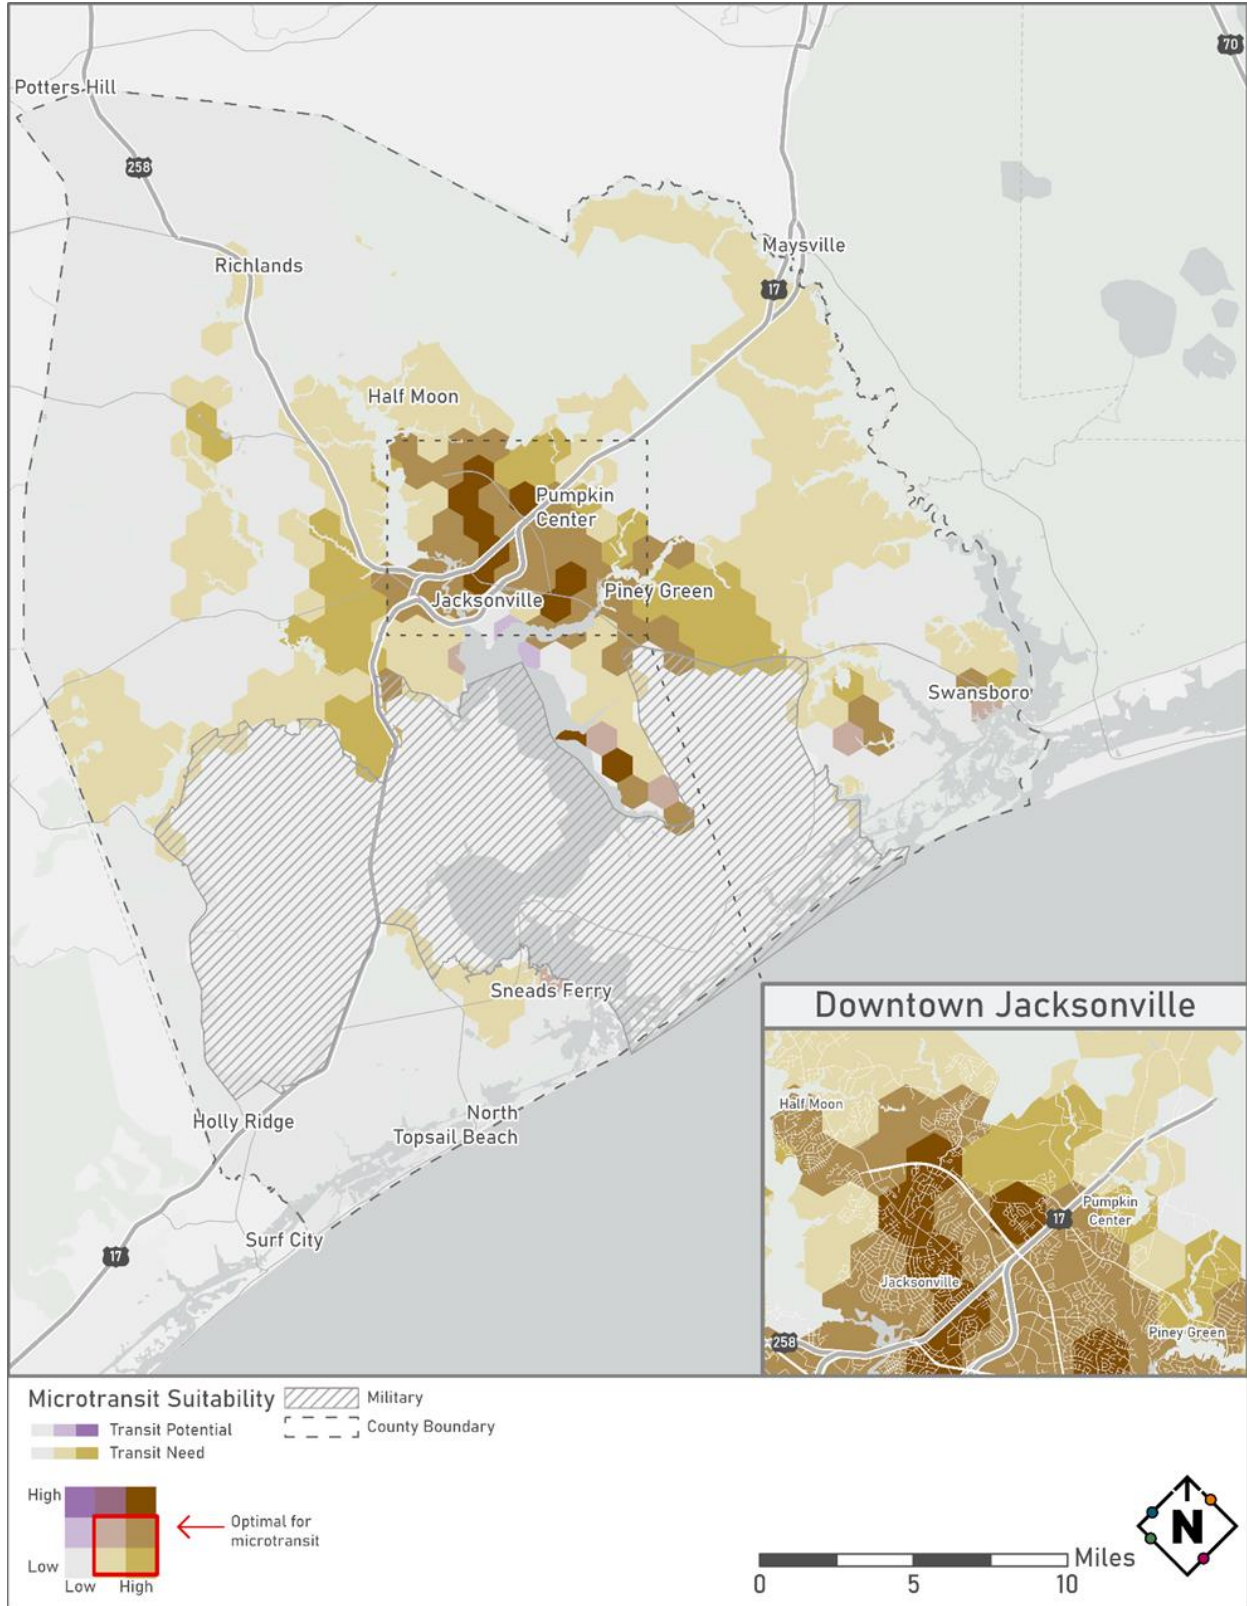 70
Potters Hill
258
Richlands
Maysville
17
Half Moon
Pumpkin
Center
Piney Green
Jacksonville
Swansboro
Sneads Ferry
Holly Ridge
North
Topsail Beach
Surf City
17
Downtown Jacksonville
Half Moon
Pumpkin
Center
17
Jacksonville
258
Piney Green
Microtransit Suitability
Transit Potential
Transit Need
Military
County Boundary
High
Low
Low High
Optimal for
microtransit
N
Miles
0 5 10